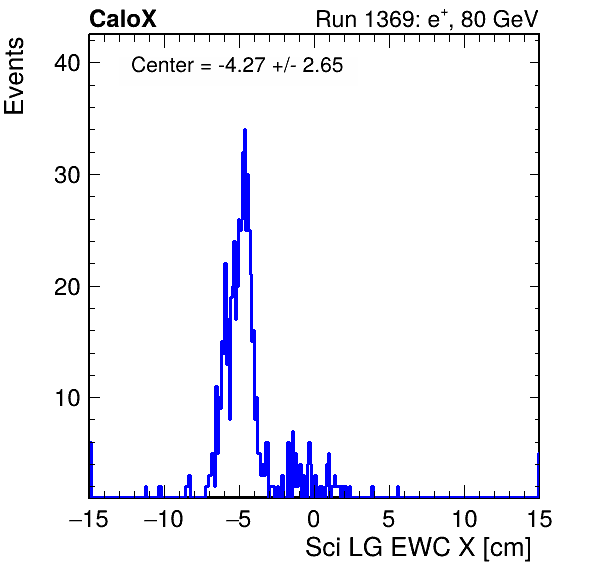 CaloX Run 1369: e⁺, 80 GeV
Center = -4.27 +/- 2.65
Events
40
30
20
10
−15 −10 −5 0 5 10 15
Sci LG EWC X [cm]